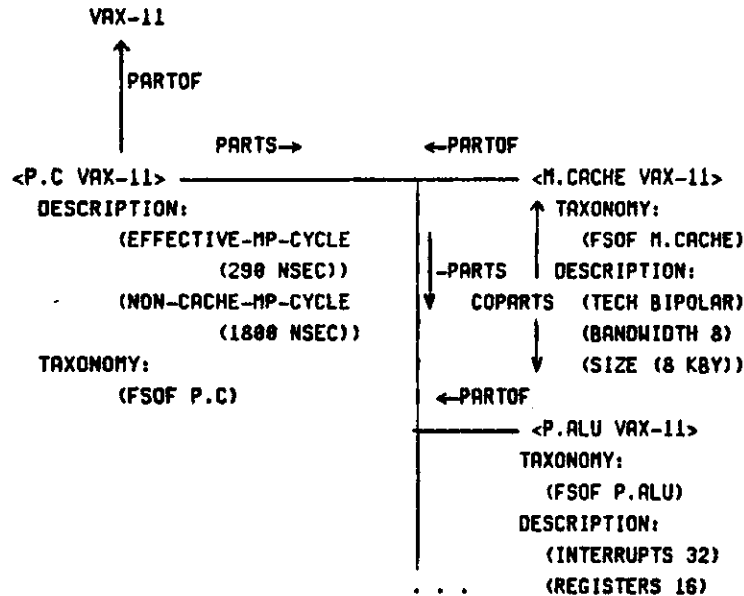 VAX-11
PARTOF
PARTS→ ←PARTOF
<P.C VAX-11> <M.CACHE VAX-11>
DESCRIPTION: TAXONOMY:
(EFFECTIVE-MP-CYCLE (FSOF M.CACHE)
(290 NSEC)) -PARTS DESCRIPTION:
(NON-CACHE-MP-CYCLE COPARTS (TECH BIPOLAR)
(1800 NSEC)) (BANDWIDTH 8)
TAXONOMY: (SIZE (8 KBY))
(FSOF P.C) ←PARTOF
<P.ALU VAX-11>
TAXONOMY:
(FSOF P.ALU)
DESCRIPTION:
(INTERRUPTS 32)
. . . (REGISTERS 16)